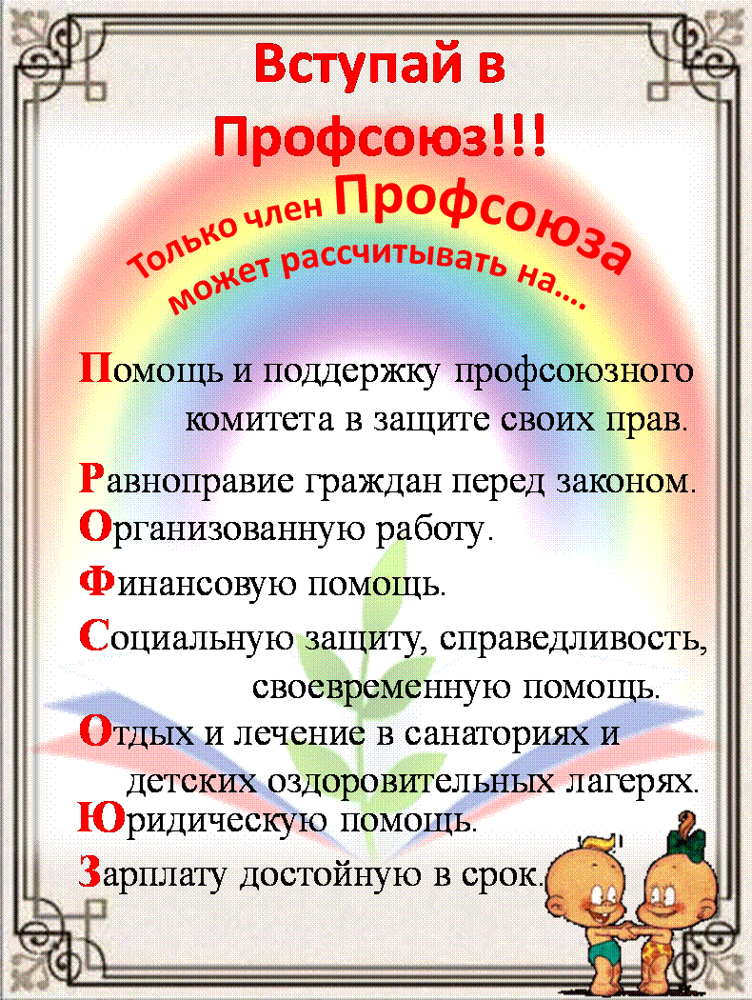 Вступай в
Профсоюз!!!
Только член Профсоюза
может рассчитывать на....
Помощь и поддержку профсоюзного
комитета в защите своих прав.
Равноправие граждан перед законом.
Организованную работу.
Финансовую помощь.
Социальную защиту, справедливость,
своевременную помощь.
Отдых и лечение в санаториях и
детских оздоровительных лагерях.
Юридическую помощь.
Зарплату достойную в срок.